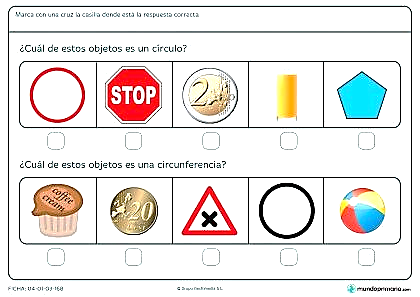 Marca con una cruz la casilla donde está la respuesta correcta
¿Cuál de estos objetos es un círculo?
STOP
2
¿Cuál de estos objetos es una circunferencia?
coffee
cream
20
FICHA: 04-01-03-168
mundoprimaria.com